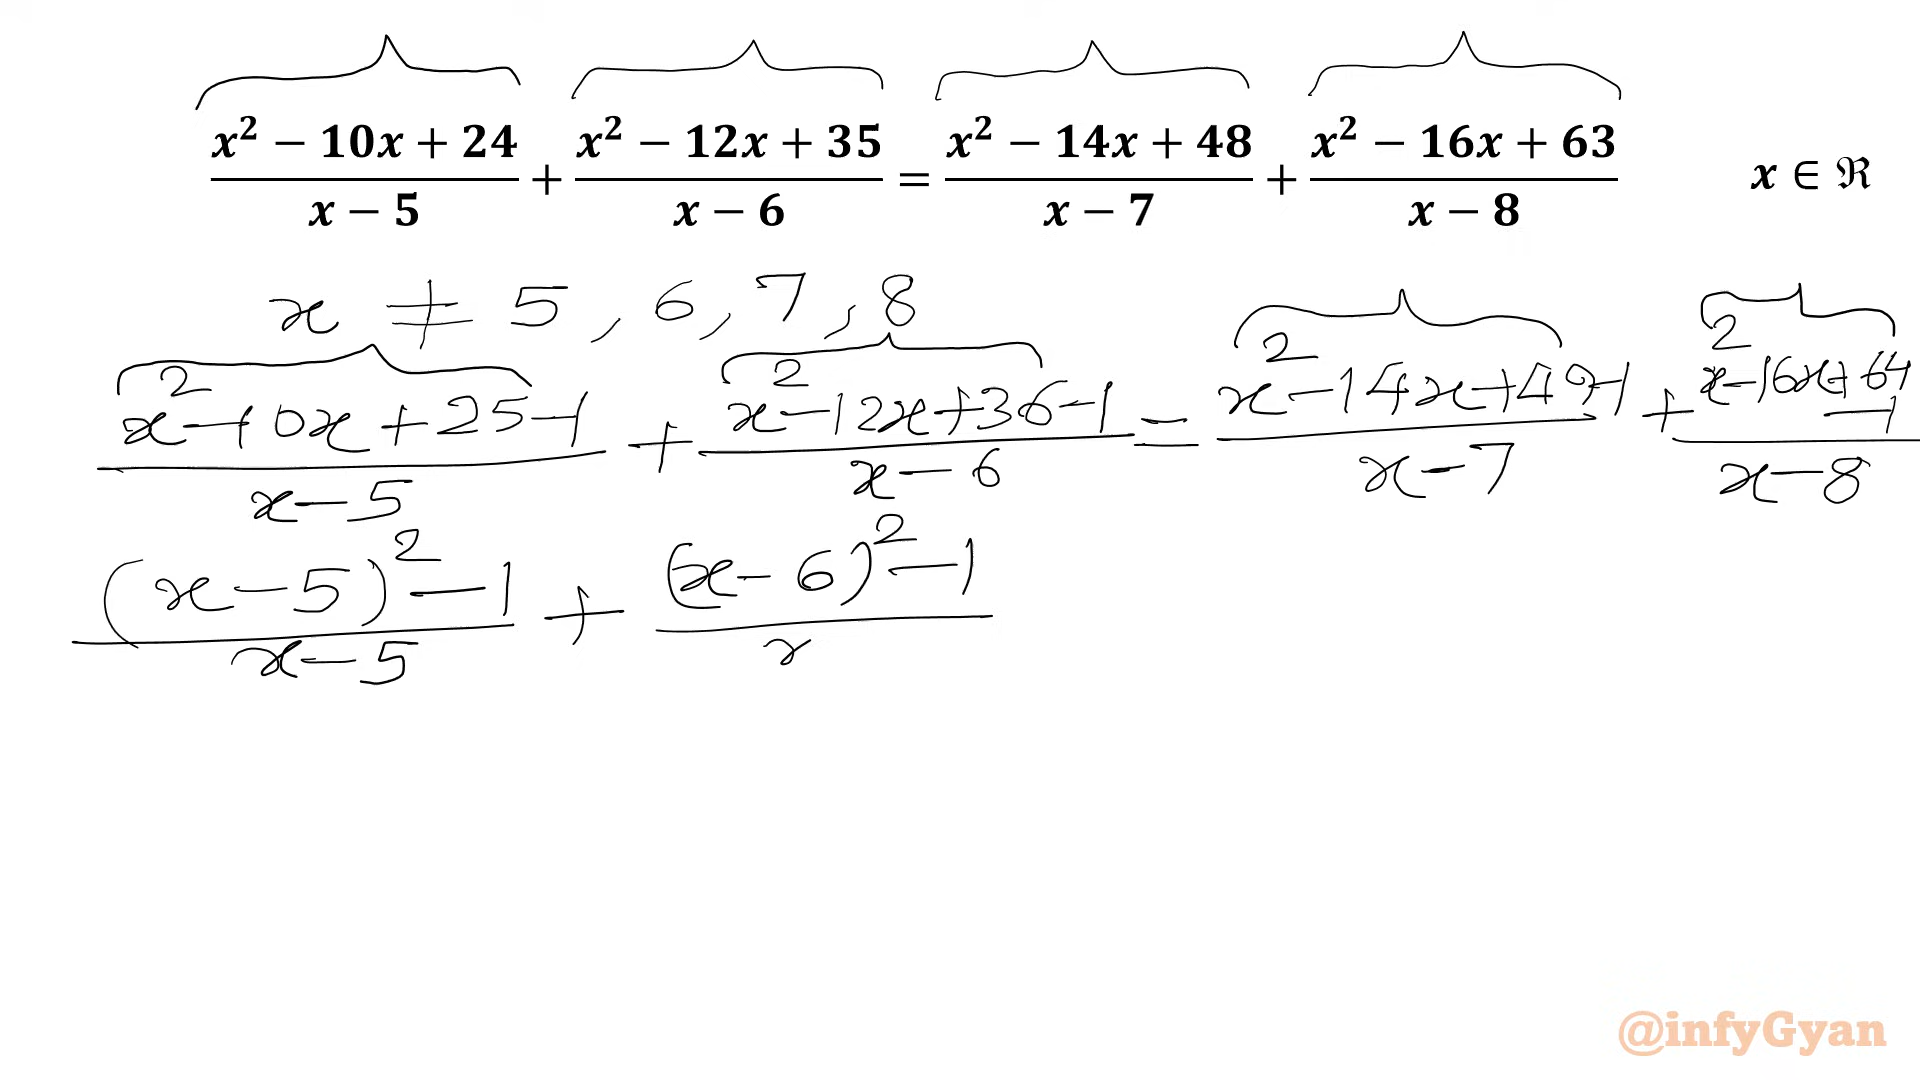 x² − 10x + 24 / x − 5 + x² − 12x + 35 / x − 6 = x² − 14x + 48 / x − 7 + x² − 16x + 63 / x − 8    x ∈ ℜ
x ≠ 5, 6, 7, 8
x² − 10x + 25 − 1 / x − 5 + x² − 12x + 36 − 1 / x − 6 = x² − 14x + 49 − 1 / x − 7 + x² − 16x + 64 − 1 / x − 8
(x − 5)² − 1 / x − 5 + (x − 6)² − 1 / x
@infyGyan